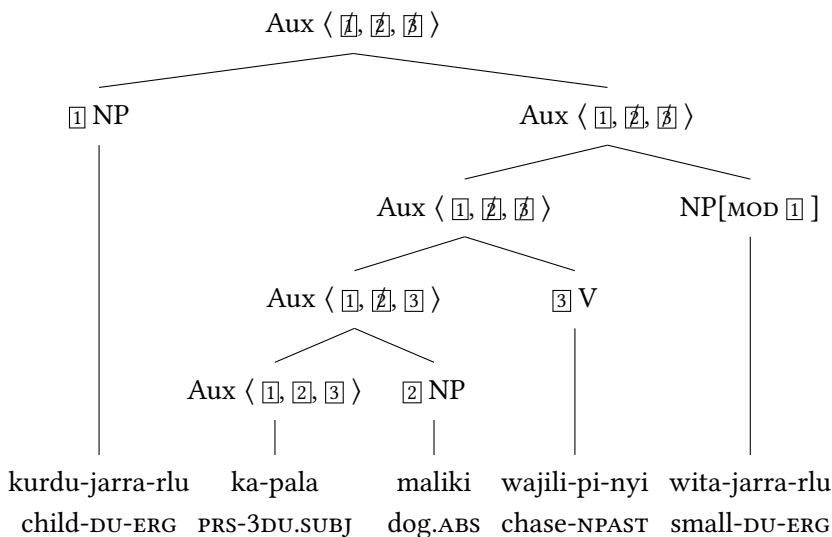 Aux ⟨ 1̸, 2̸, 3̸ ⟩
1 NP Aux ⟨ 1, 2̸, 3̸ ⟩
Aux ⟨ 1, 2̸, 3̸ ⟩ NP[MOD 1 ]
Aux ⟨ 1, 2̸, 3 ⟩ 3 V
Aux ⟨ 1, 2, 3 ⟩ 2 NP
kurdu-jarra-rlu ka-pala maliki wajili-pi-nyi wita-jarra-rlu
child-DU-ERG PRS-3DU.SUBJ dog.ABS chase-NPAST small-DU-ERG